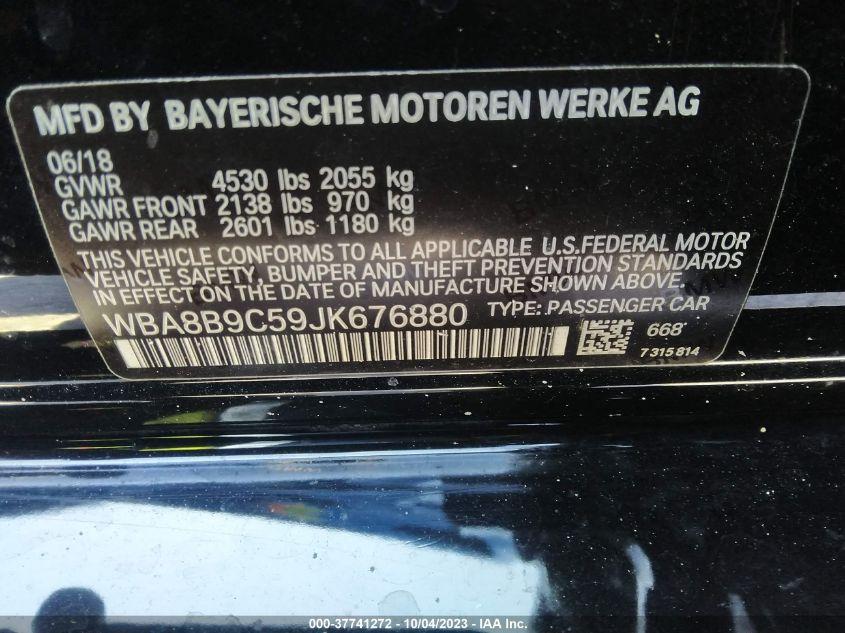 MFD BY BAYERISCHE MOTOREN WERKE AG
06/18
GVWR 4530 lbs 2055 kg
GAWR FRONT 2138 lbs 970 kg
GAWR REAR 2601 lbs 1180 kg
THIS VEHICLE CONFORMS TO ALL APPLICABLE U.S.FEDERAL MOTOR
VEHICLE SAFETY, BUMPER AND THEFT PREVENTION STANDARDS
IN EFFECT ON THE DATE OF MANUFACTURE SHOWN ABOVE.
WBA8B9C59JK676880 TYPE: PASSENGER CAR
668
7315814
000-37741272 - 10/04/2023 - IAA Inc.